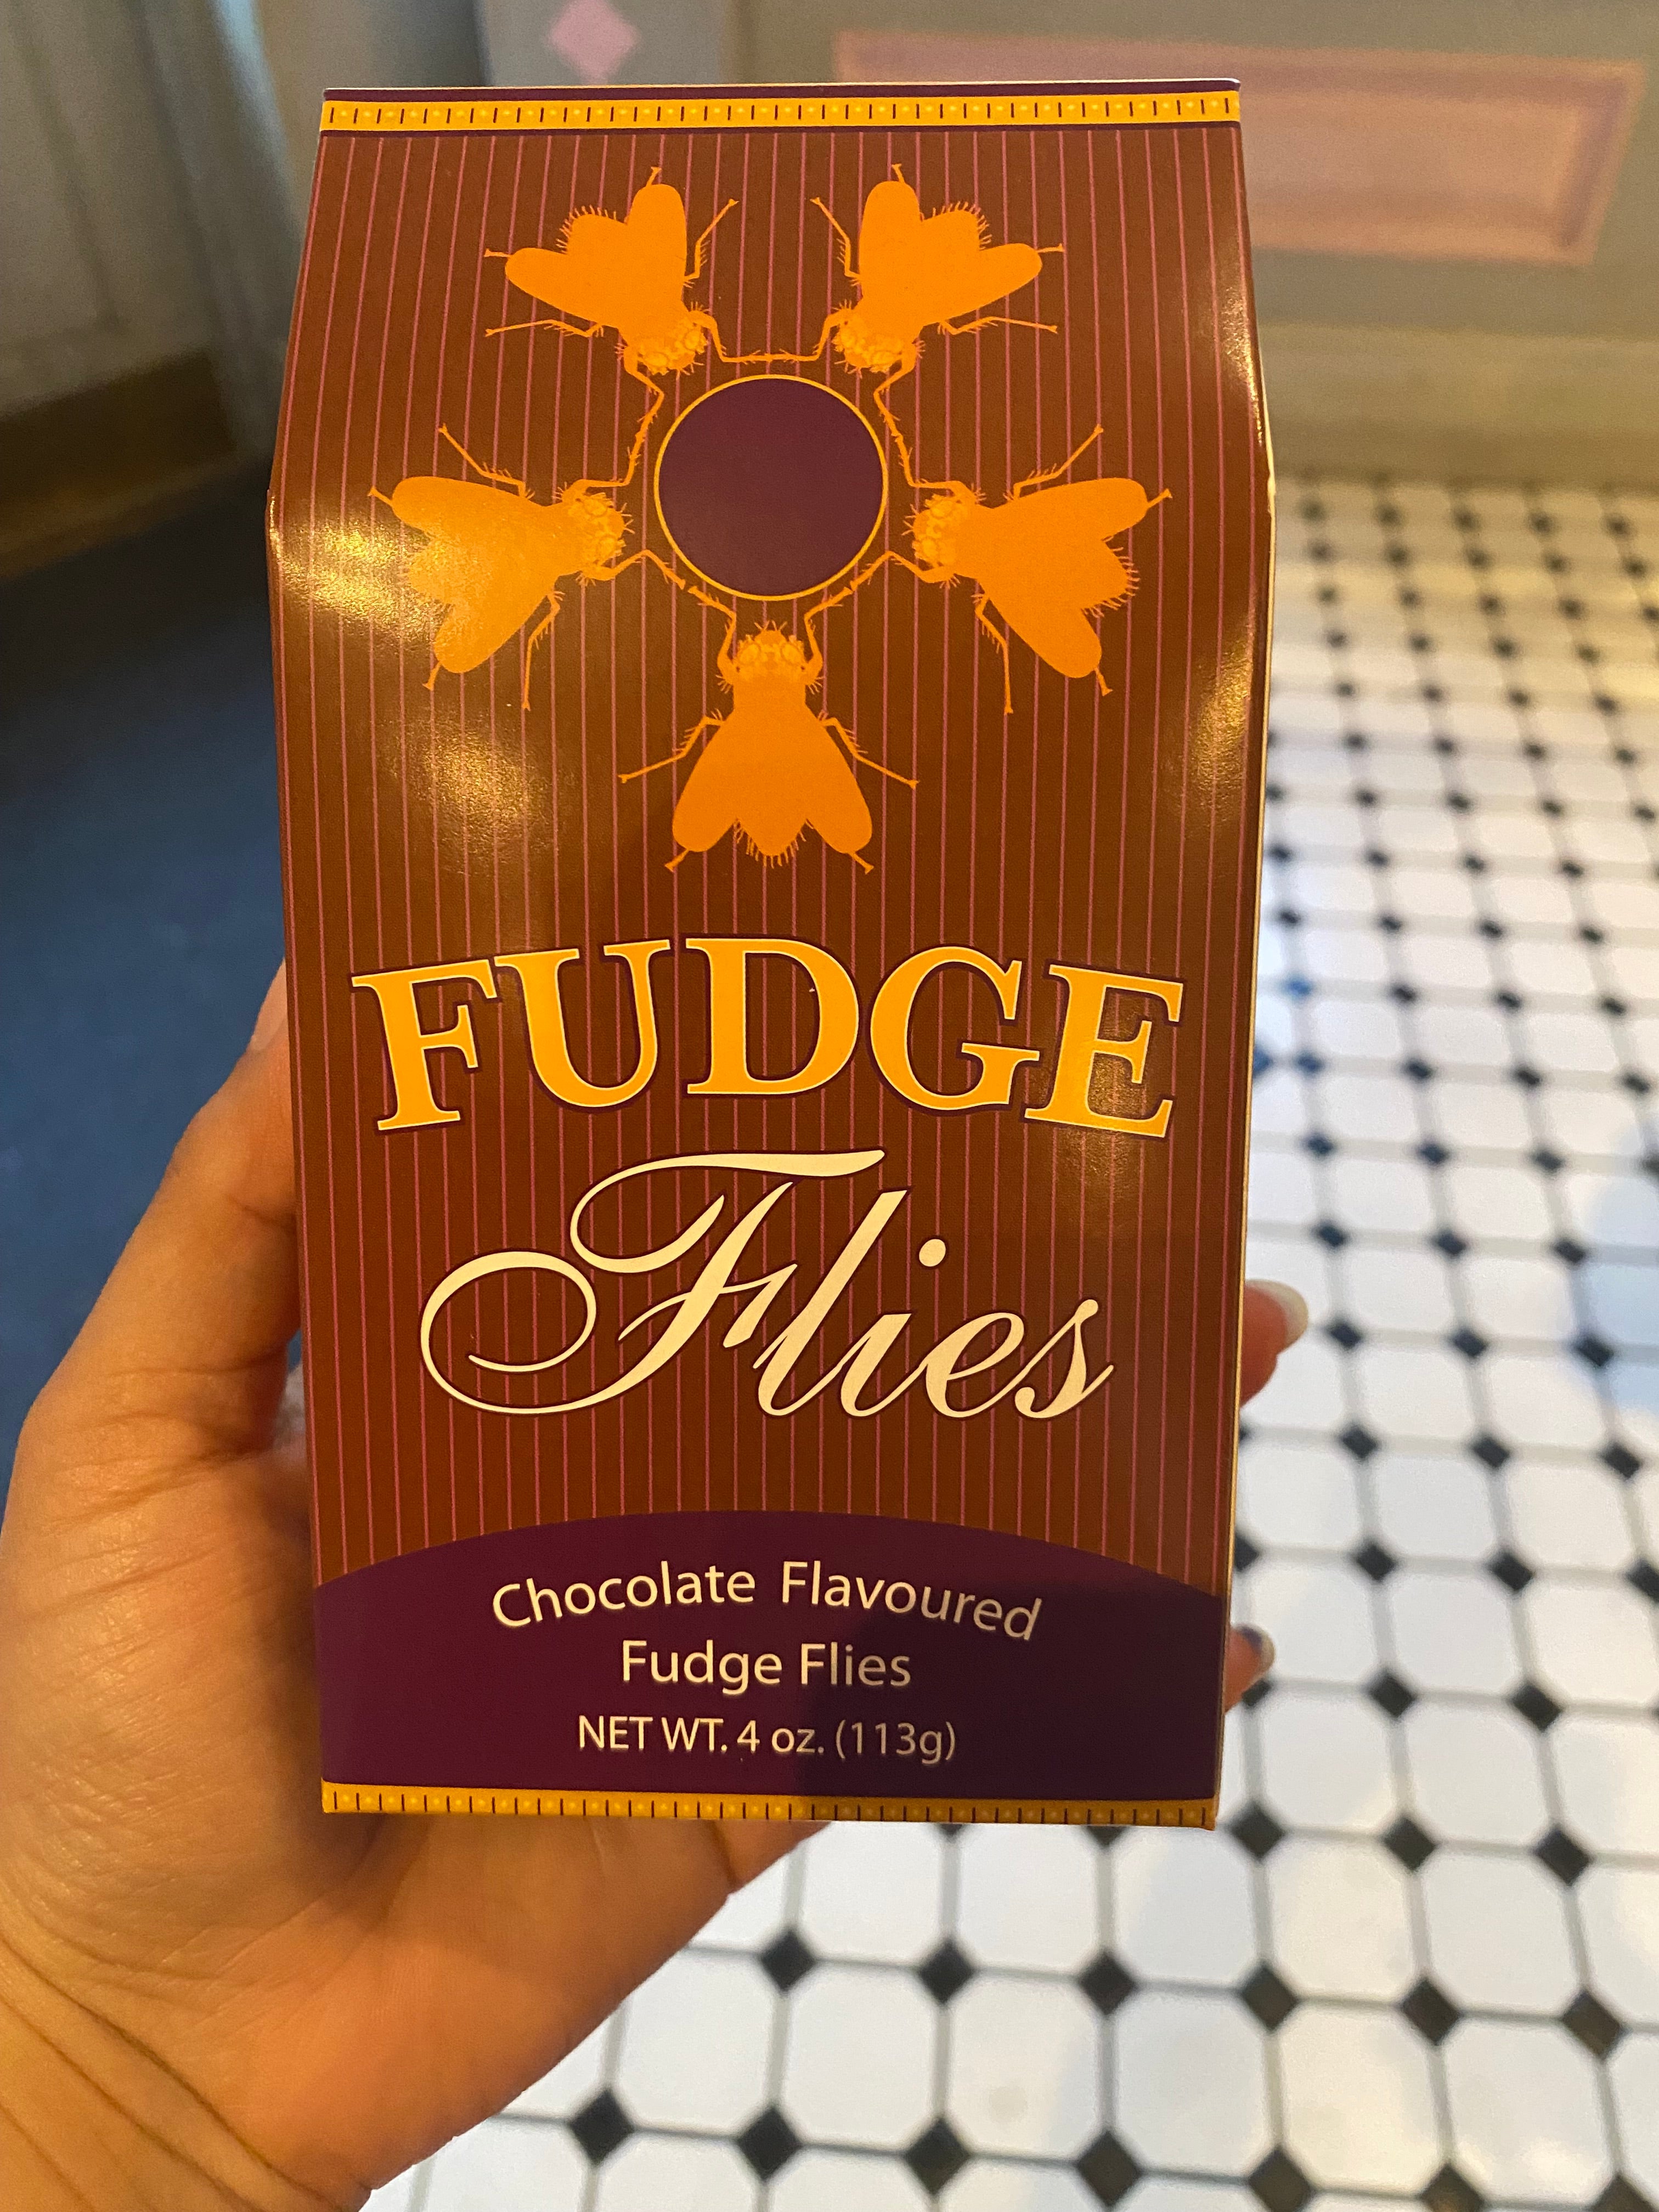 FUDGE
Flies
Chocolate Flavoured
Fudge Flies
NET WT. 4 oz. (113g)